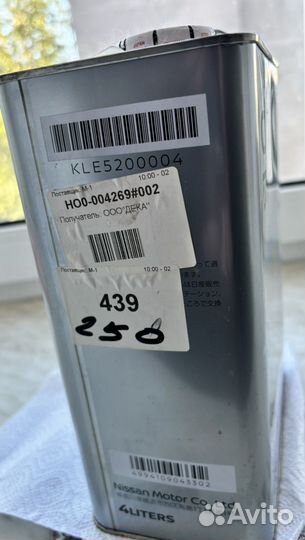 KLE5200004
Поставщик: М-1 10:00 - 02
НО0-004269#002
Получатель: ООО"ДЕКА"
Поставщик: М-1 10:00 - 02
439
250
4994109043302
Nissan Motor Co., Ltd.
4LITERS
Avito